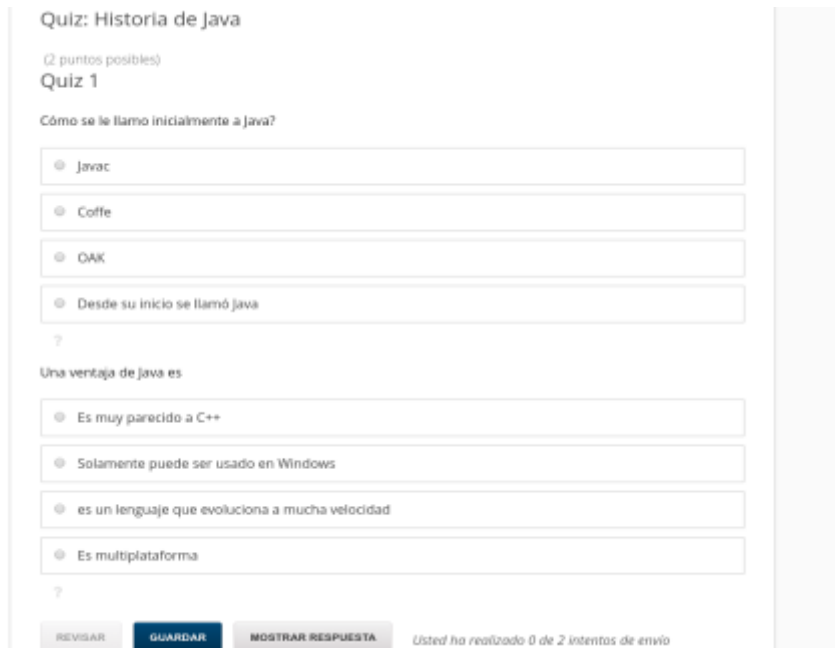 Quiz: Historia de Java
(2 puntos posibles)
Quiz 1
Cómo se le llamo inicialmente a Java?
Javac
Coffe
OAK
Desde su inicio se llamó Java
?
Una ventaja de Java es
Es muy parecido a C++
Solamente puede ser usado en Windows
es un lenguaje que evoluciona a mucha velocidad
Es multiplataforma
?
REVISAR GUARDAR MOSTRAR RESPUESTA Usted ha realizado 0 de 2 intentos de envío